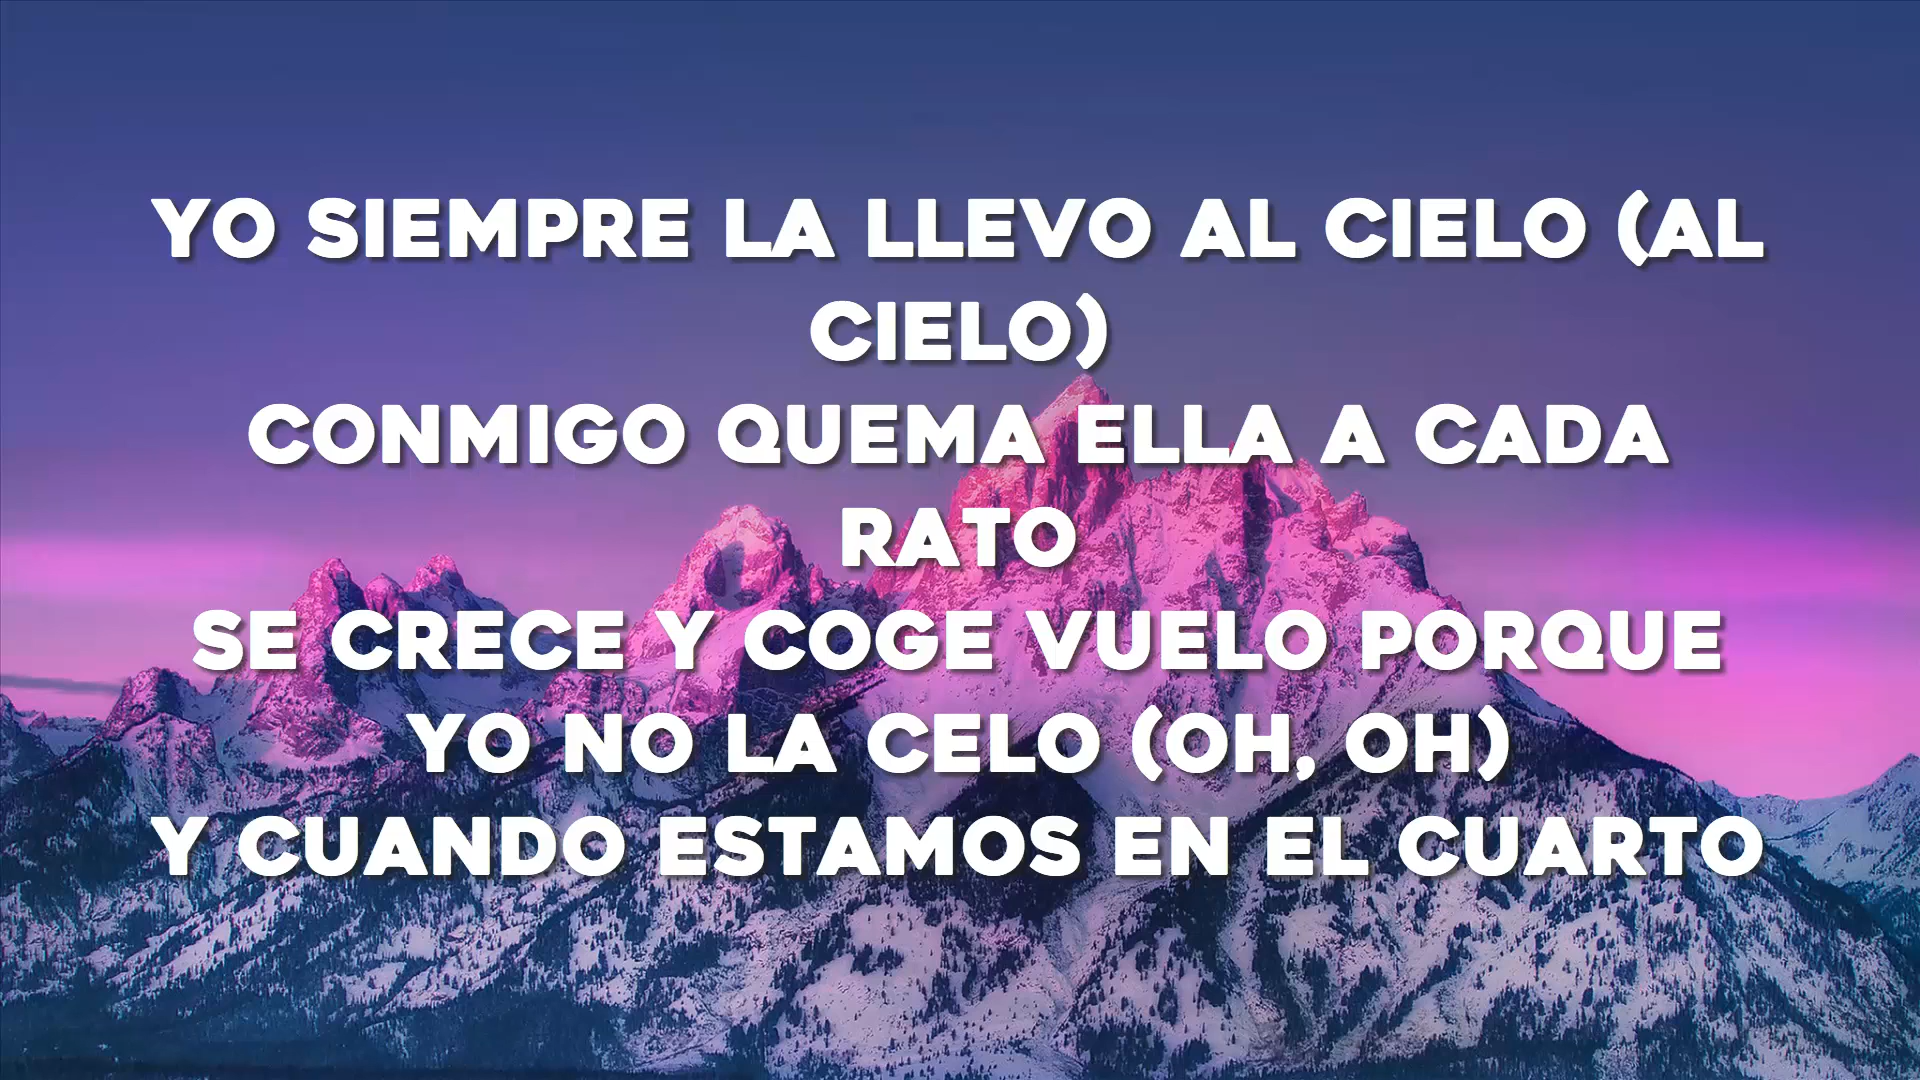 YO SIEMPRE LA LLEVO AL CIELO (AL
CIELO)
CONMIGO QUEMA ELLA A CADA
RATO
SE CRECE Y COGE VUELO PORQUE
YO NO LA CELO (OH, OH)
Y CUANDO ESTAMOS EN EL CUARTO